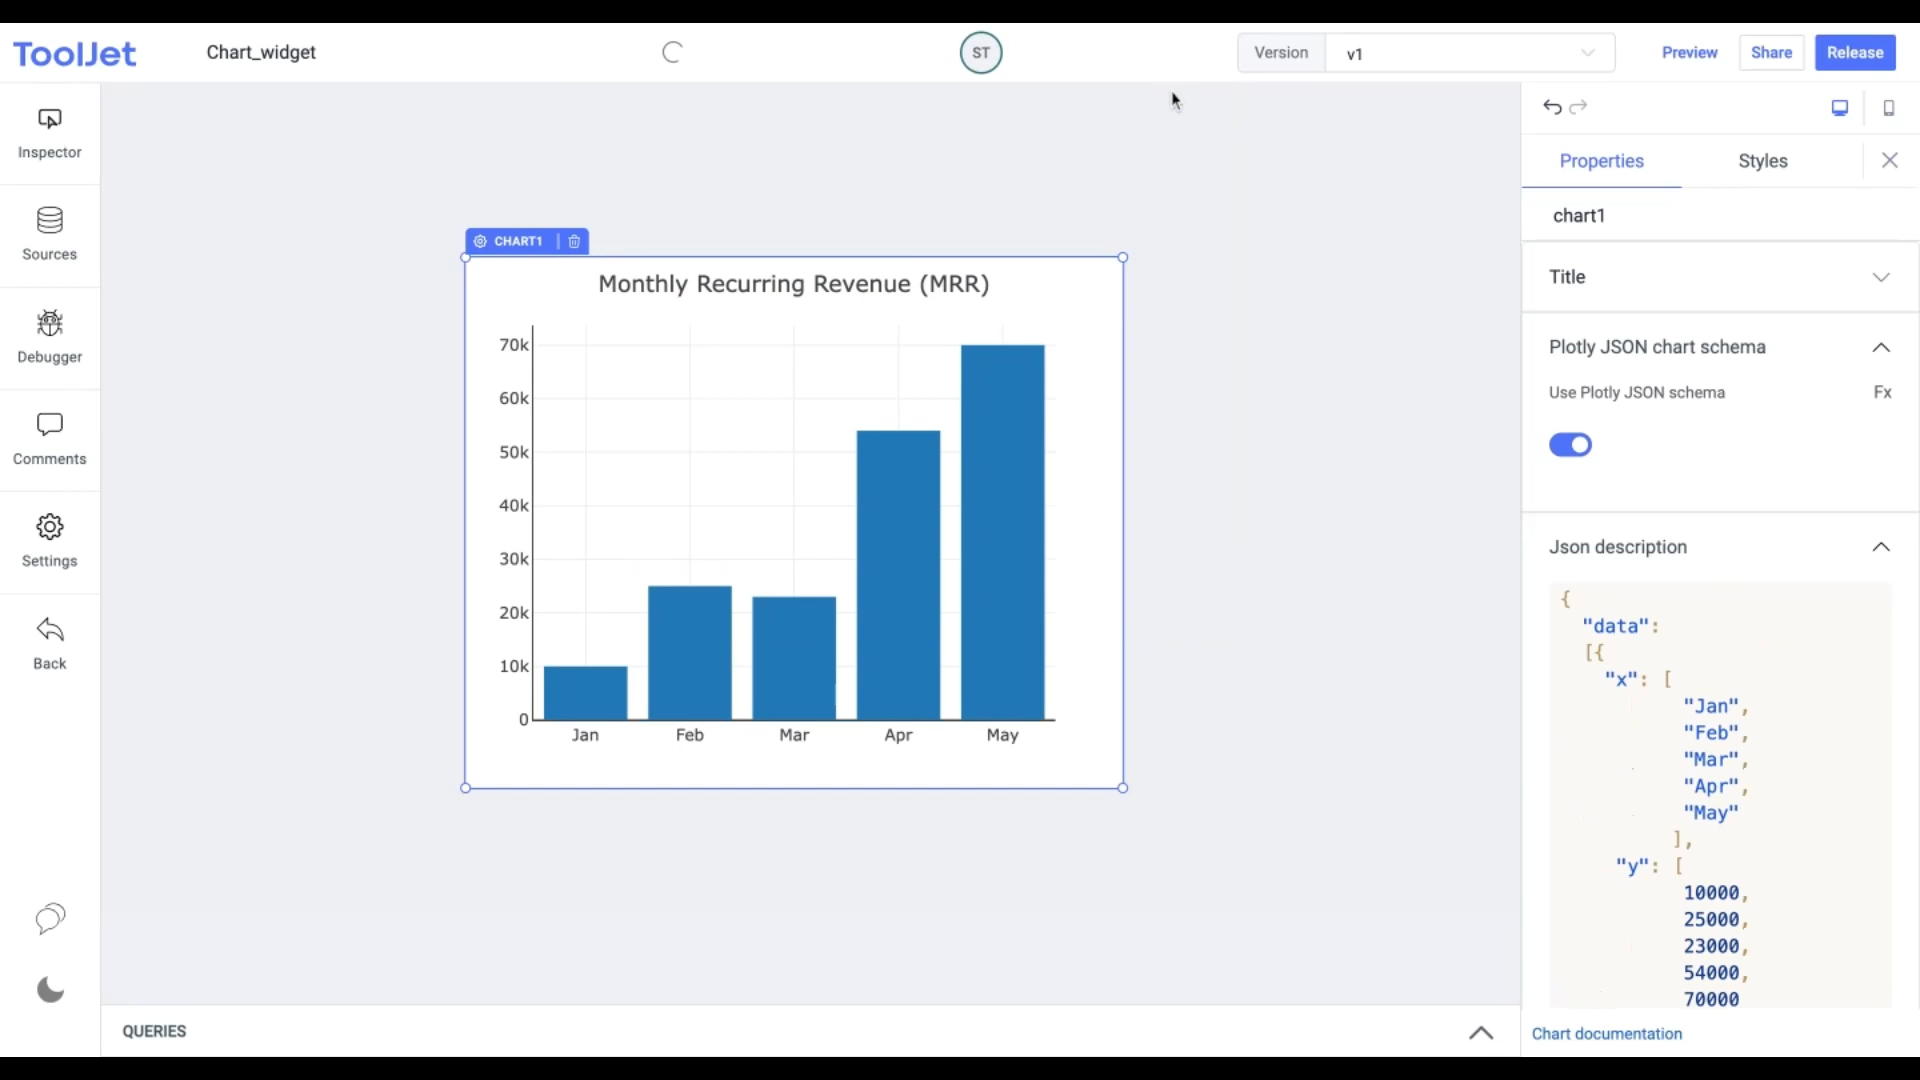 ToolJet
Chart_widget
ST
Version
v1
Preview
Share
Release
Inspector
Sources
Debugger
Comments
Settings
Back
CHART1
Monthly Recurring Revenue (MRR)
70k
60k
50k
40k
30k
20k
10k
0
Jan Feb Mar Apr May
QUERIES
Properties
Styles
chart1
Title
Plotly JSON chart schema
Use Plotly JSON schema
Fx
Json description
{
"data":
[{
"x": [
"Jan",
"Feb",
"Mar",
"Apr",
"May"
],
"y": [
10000,
25000,
23000,
54000,
70000
Chart documentation